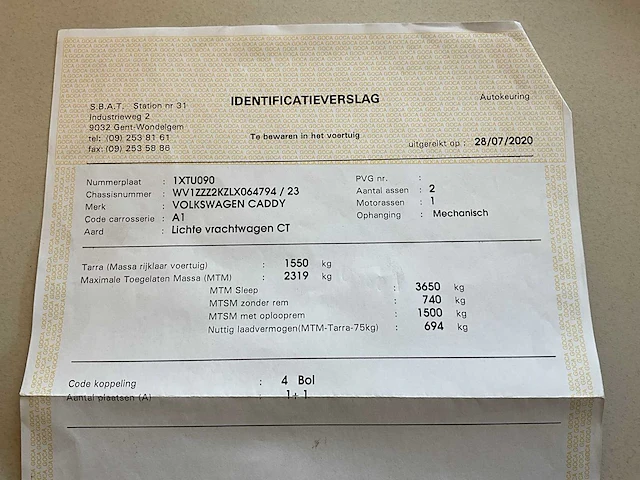 IDENTIFICATIEVERSLAG
Autokeuring
S.B.A.T. Station nr 31
Industrieweg 2
9032 Gent-Wondelgem
tel: (09) 253 81 61
fax: (09) 253 58 86
Te bewaren in het voertuig
uitgereikt op : 28/07/2020
Nummerplaat : 1XTU090
Chassisnummer : WV1ZZZ2KZLX064794 / 23
Merk : VOLKSWAGEN CADDY
Code carrosserie : A1
Aard : Lichte vrachtwagen CT
PVG nr. :
Aantal assen : 2
Motorassen : 1
Ophanging : Mechanisch
Tarra (Massa rijklaar voertuig) : 1550 kg
Maximale Toegelaten Massa (MTM) : 2319 kg
MTM Sleep : 3650 kg
MTSM zonder rem : 740 kg
MTSM met oplooprem : 1500 kg
Nuttig laadvermogen(MTM-Tarra-75kg) : 694 kg
Code koppeling : 4 Bol
Aantal plaatsen (A) : 1+ 1